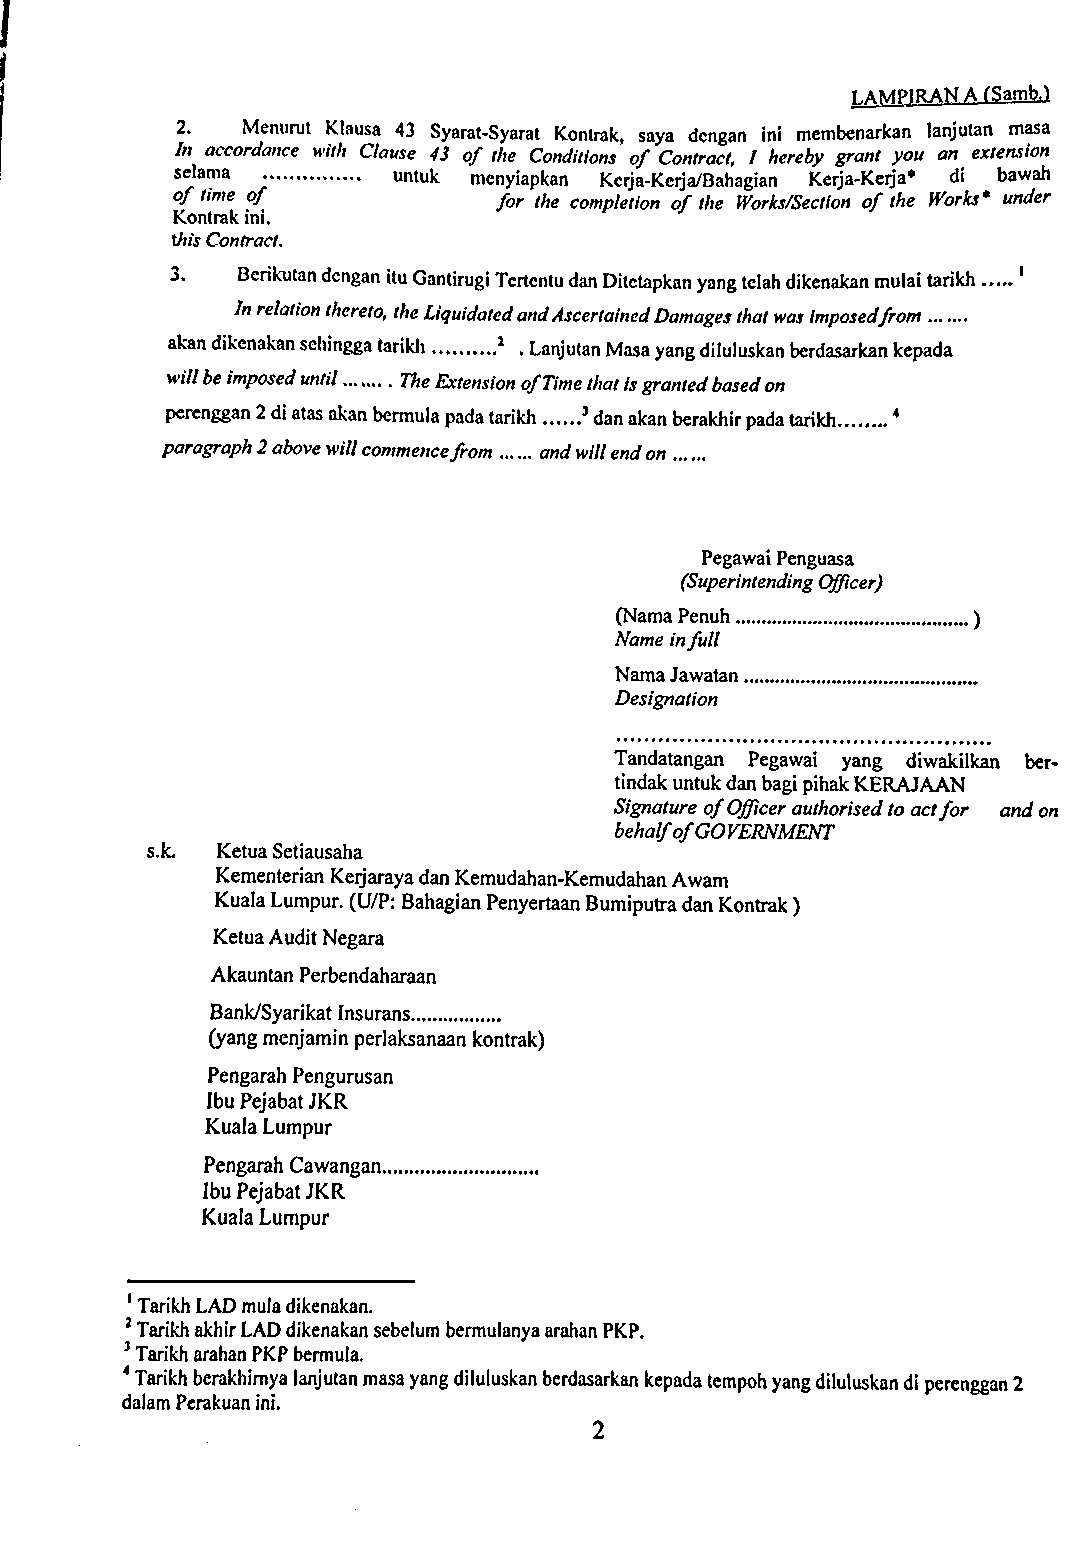 LAMPIRAN A (Samb.)
2. Menurut Klausa 43 Syarat-Syarat Kontrak, saya dengan ini membenarkan lanjutan masa
In accordance with Clause 43 of the Conditions of Contract, I hereby grant you an extension
selama ............... untuk menyiapkan Kerja-Kerja/Bahagian Kerja-Kerja* di bawah
of time of for the completion of the Works/Section of the Works* under
Kontrak ini.
this Contract.
3. Berikutan dengan itu Gantirugi Tertentu dan Ditetapkan yang telah dikenakan mulai tarikh ..... ¹
In relation thereto, the Liquidated and Ascertained Damages that was imposed from .......
akan dikenakan sehingga tarikh ..........² . Lanjutan Masa yang diluluskan berdasarkan kepada
will be imposed until ....... . The Extension of Time that is granted based on
perenggan 2 di atas akan bermula pada tarikh ......³ dan akan berakhir pada tarikh........ ⁴
paragraph 2 above will commence from ...... and will end on ......
Pegawai Penguasa
(Superintending Officer)
(Nama Penuh ............................................. )
Name in full
Nama Jawatan .............................................
Designation
.....................................................
Tandatangan Pegawai yang diwakilkan ber-
tindak untuk dan bagi pihak KERAJAAN
Signature of Officer authorised to act for and on
behalf of GOVERNMENT
s.k. Ketua Setiausaha
Kementerian Kerjaraya dan Kemudahan-Kemudahan Awam
Kuala Lumpur. (U/P: Bahagian Penyertaan Bumiputra dan Kontrak )
Ketua Audit Negara
Akauntan Perbendaharaan
Bank/Syarikat Insurans.................
(yang menjamin perlaksanaan kontrak)
Pengarah Pengurusan
Ibu Pejabat JKR
Kuala Lumpur
Pengarah Cawangan.............................
Ibu Pejabat JKR
Kuala Lumpur
¹ Tarikh LAD mula dikenakan.
² Tarikh akhir LAD dikenakan sebelum bermulanya arahan PKP.
³ Tarikh arahan PKP bermula.
⁴ Tarikh berakhirnya lanjutan masa yang diluluskan berdasarkan kepada tempoh yang diluluskan di perenggan 2
dalam Perakuan ini.
2